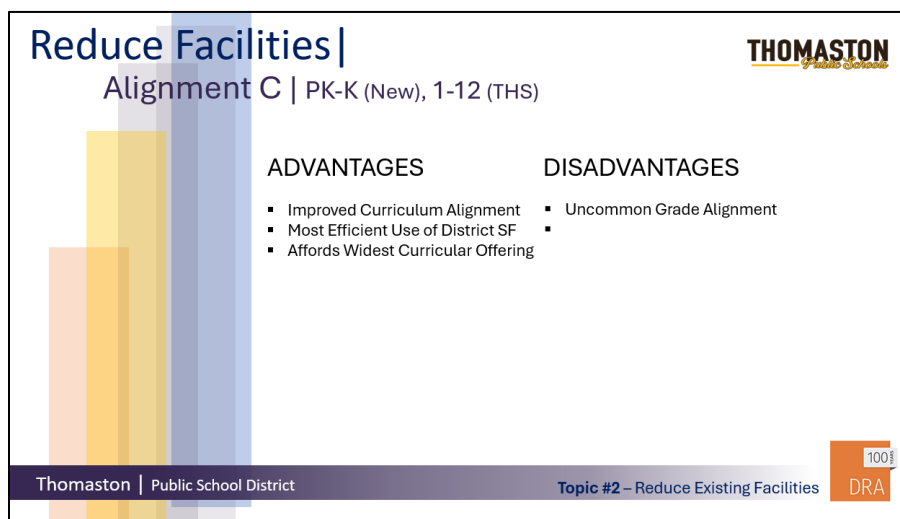 Reduce Facilities|
Alignment C | PK-K (New), 1-12 (THS)
THOMASTON
Public Schools
ADVANTAGES
▪ Improved Curriculum Alignment
▪ Most Efficient Use of District SF
▪ Affords Widest Curricular Offering
DISADVANTAGES
▪ Uncommon Grade Alignment
▪
Thomaston | Public School District
Topic #2 – Reduce Existing Facilities
100 YEARS
DRA